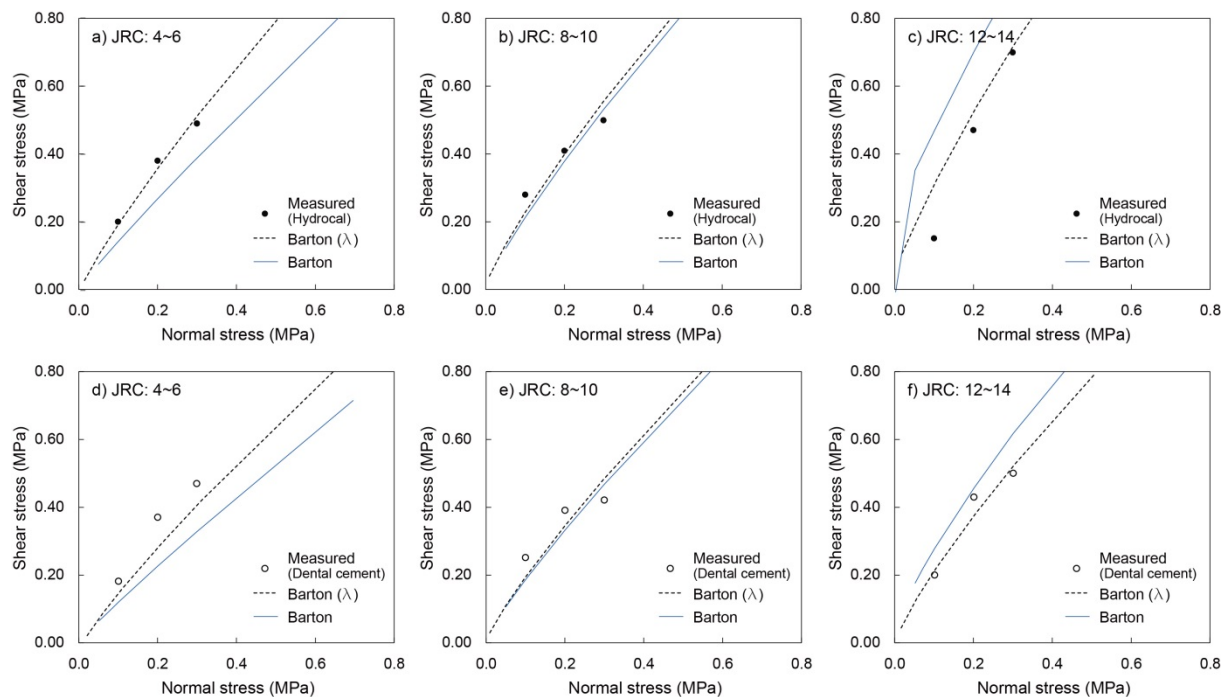 a) JRC: 4~6
0.80
0.60
0.40
0.20
0.00
Shear stress (MPa)
Measured
(Hydrocal)
Barton (λ)
Barton
0.0 0.2 0.4 0.6 0.8
Normal stress (MPa)
b) JRC: 8~10
0.80
0.60
0.40
0.20
0.00
Shear stress (MPa)
Measured
(Hydrocal)
Barton (λ)
Barton
0.0 0.2 0.4 0.6 0.8
Normal stress (MPa)
c) JRC: 12~14
0.80
0.60
0.40
0.20
0.00
Shear stress (MPa)
Measured
(Hydrocal)
Barton (λ)
Barton
0.0 0.2 0.4 0.6 0.8
Normal stress (MPa)
d) JRC: 4~6
0.80
0.60
0.40
0.20
0.00
Shear stress (MPa)
Measured
(Dental cement)
Barton (λ)
Barton
0.0 0.2 0.4 0.6 0.8
Normal stress (MPa)
e) JRC: 8~10
0.80
0.60
0.40
0.20
0.00
Shear stress (MPa)
Measured
(Dental cement)
Barton (λ)
Barton
0.0 0.2 0.4 0.6 0.8
Normal stress (MPa)
f) JRC: 12~14
0.80
0.60
0.40
0.20
0.00
Shear stress (MPa)
Measured
(Dental cement)
Barton (λ)
Barton
0.0 0.2 0.4 0.6 0.8
Normal stress (MPa)